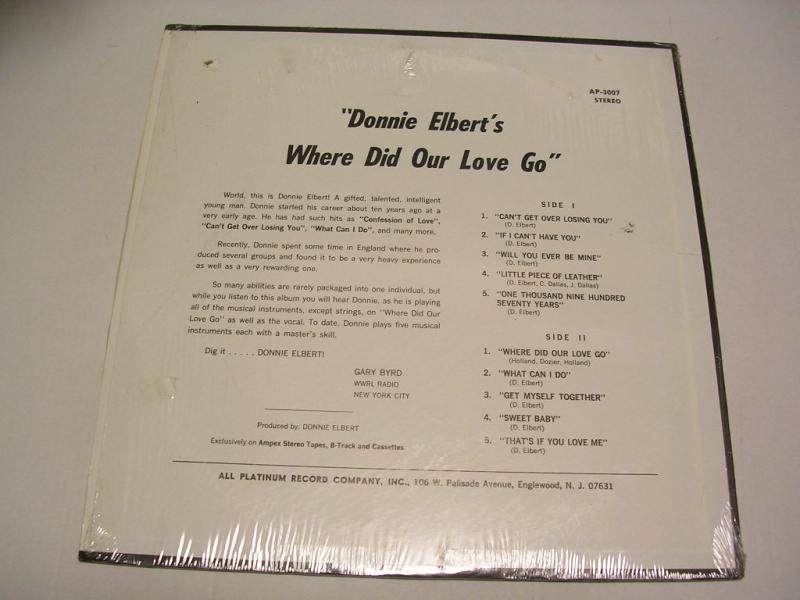 AP-3007
STEREO
"Donnie Elbert's
Where Did Our Love Go"
World, this is Donnie Elbert! A gifted, talented, intelligent
young man. Donnie started his career about ten years ago at a
very early age. He has had such hits as "Confession of Love",
"Can't Get Over Losing You", "What Can I Do", and many more.
Recently, Donnie spent some time in England where he pro-
duced several groups and found it to be a very heavy experience
as well as a very rewarding one.
So many abilities are rarely packaged into one individual, but
while you listen to this album you will hear Donnie, as he is playing
all of the musical instruments, except strings, on "Where Did Our
Love Go" as well as the vocal. To date, Donnie plays five musical
instruments each with a master's skill.
Dig it . . . . . DONNIE ELBERT!
GARY BYRD
WWRL RADIO
NEW YORK CITY
Produced by: DONNIE ELBERT
Exclusively on Ampex Stereo Tapes, 8-Track and Cassettes
SIDE I
1. "CAN'T GET OVER LOSING YOU"
(D. Elbert)
2. "IF I CAN'T HAVE YOU"
(D. Elbert)
3. "WILL YOU EVER BE MINE"
(D. Elbert)
4. "LITTLE PIECE OF LEATHER"
(D. Elbert, C. Dallas, J. Dallas)
5. "ONE THOUSAND NINE HUNDRED
SEVENTY YEARS"
(D. Elbert)
SIDE II
1. "WHERE DID OUR LOVE GO"
(Holland, Dozier, Holland)
2. "WHAT CAN I DO"
(D. Elbert)
3. "GET MYSELF TOGETHER"
(D. Elbert)
4. "SWEET BABY"
(D. Elbert)
5. "THAT'S IF YOU LOVE ME"
(D. Elbert)
ALL PLATINUM RECORD COMPANY, INC., 106 W. Palisade Avenue, Englewood, N. J. 07631